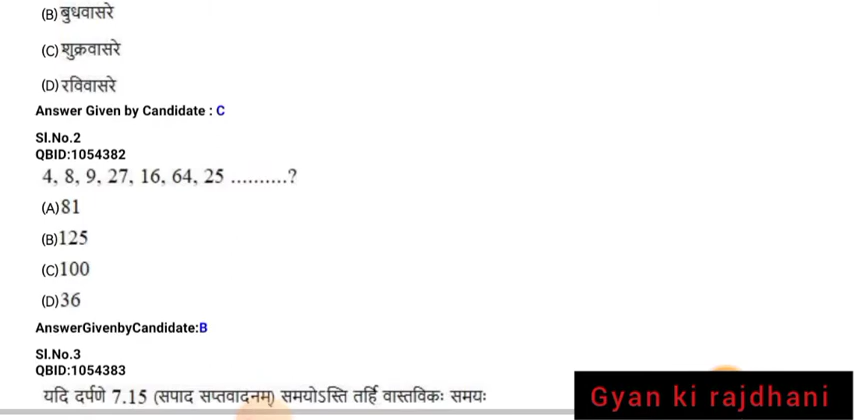 (B) बुधवासरे
(C) शुक्रवासरे
(D) रविवासरे
Answer Given by Candidate : C
Sl.No.2
QBID:1054382
4, 8, 9, 27, 16, 64, 25 ..........?
(A) 81
(B) 125
(C) 100
(D) 36
AnswerGivenbyCandidate:B
Sl.No.3
QBID:1054383
यदि दर्पणे 7.15 (सपाद सप्तवादनम्) समयोऽस्ति तर्हि वास्तविकः समयः
Gyan ki rajdhani